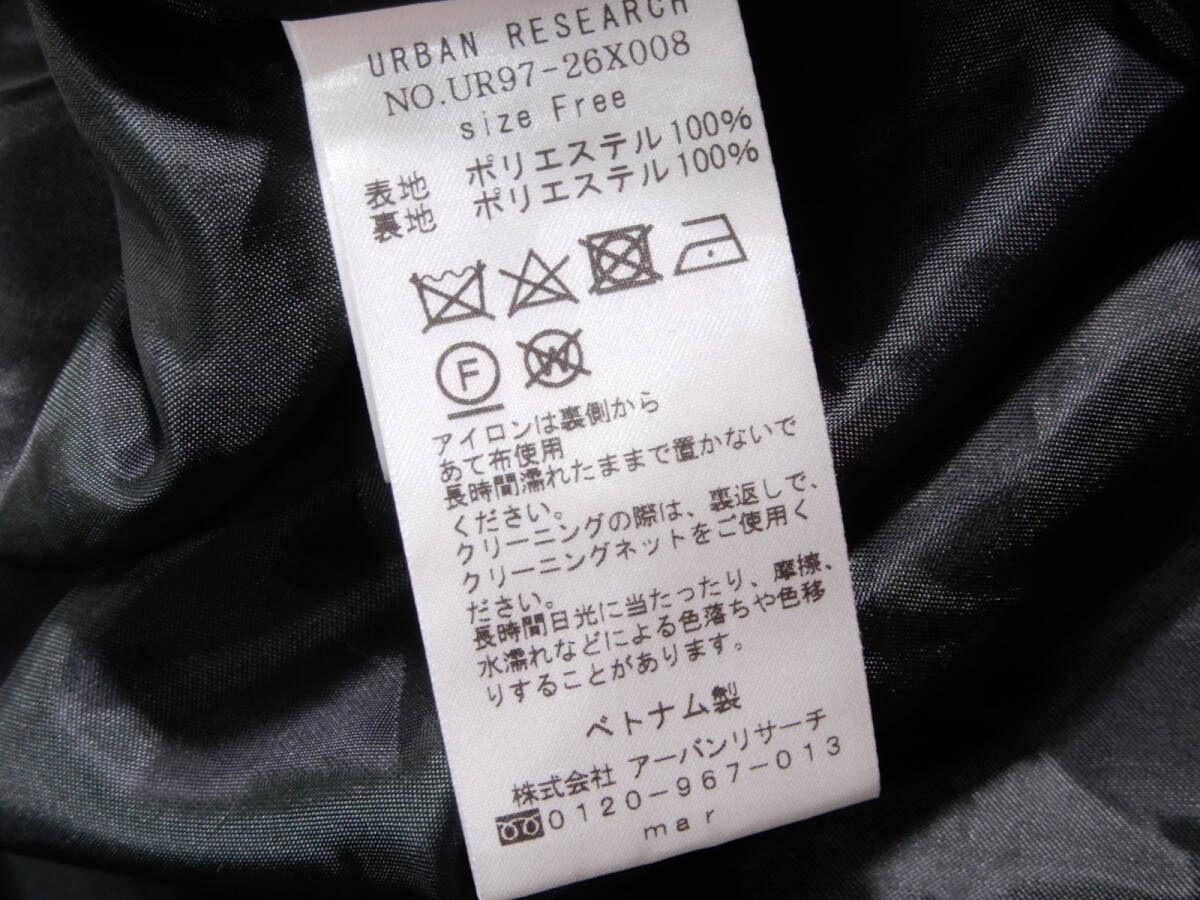 URBAN RESEARCH
NO.UR97-26X008
size Free
表地 ポリエステル100%
裏地 ポリエステル100%
F
W
アイロンは裏側から
あて布使用
長時間濡れたままで置かないで
ください。
クリーニングの際は、裏返しで、
クリーニングネットをご使用く
ださい。
長時間日光に当たったり、摩擦、
水濡れなどによる色落ちや色移
りすることがあります。
ベトナム製
株式会社 アーバンリサーチ
0120-967-013
mar